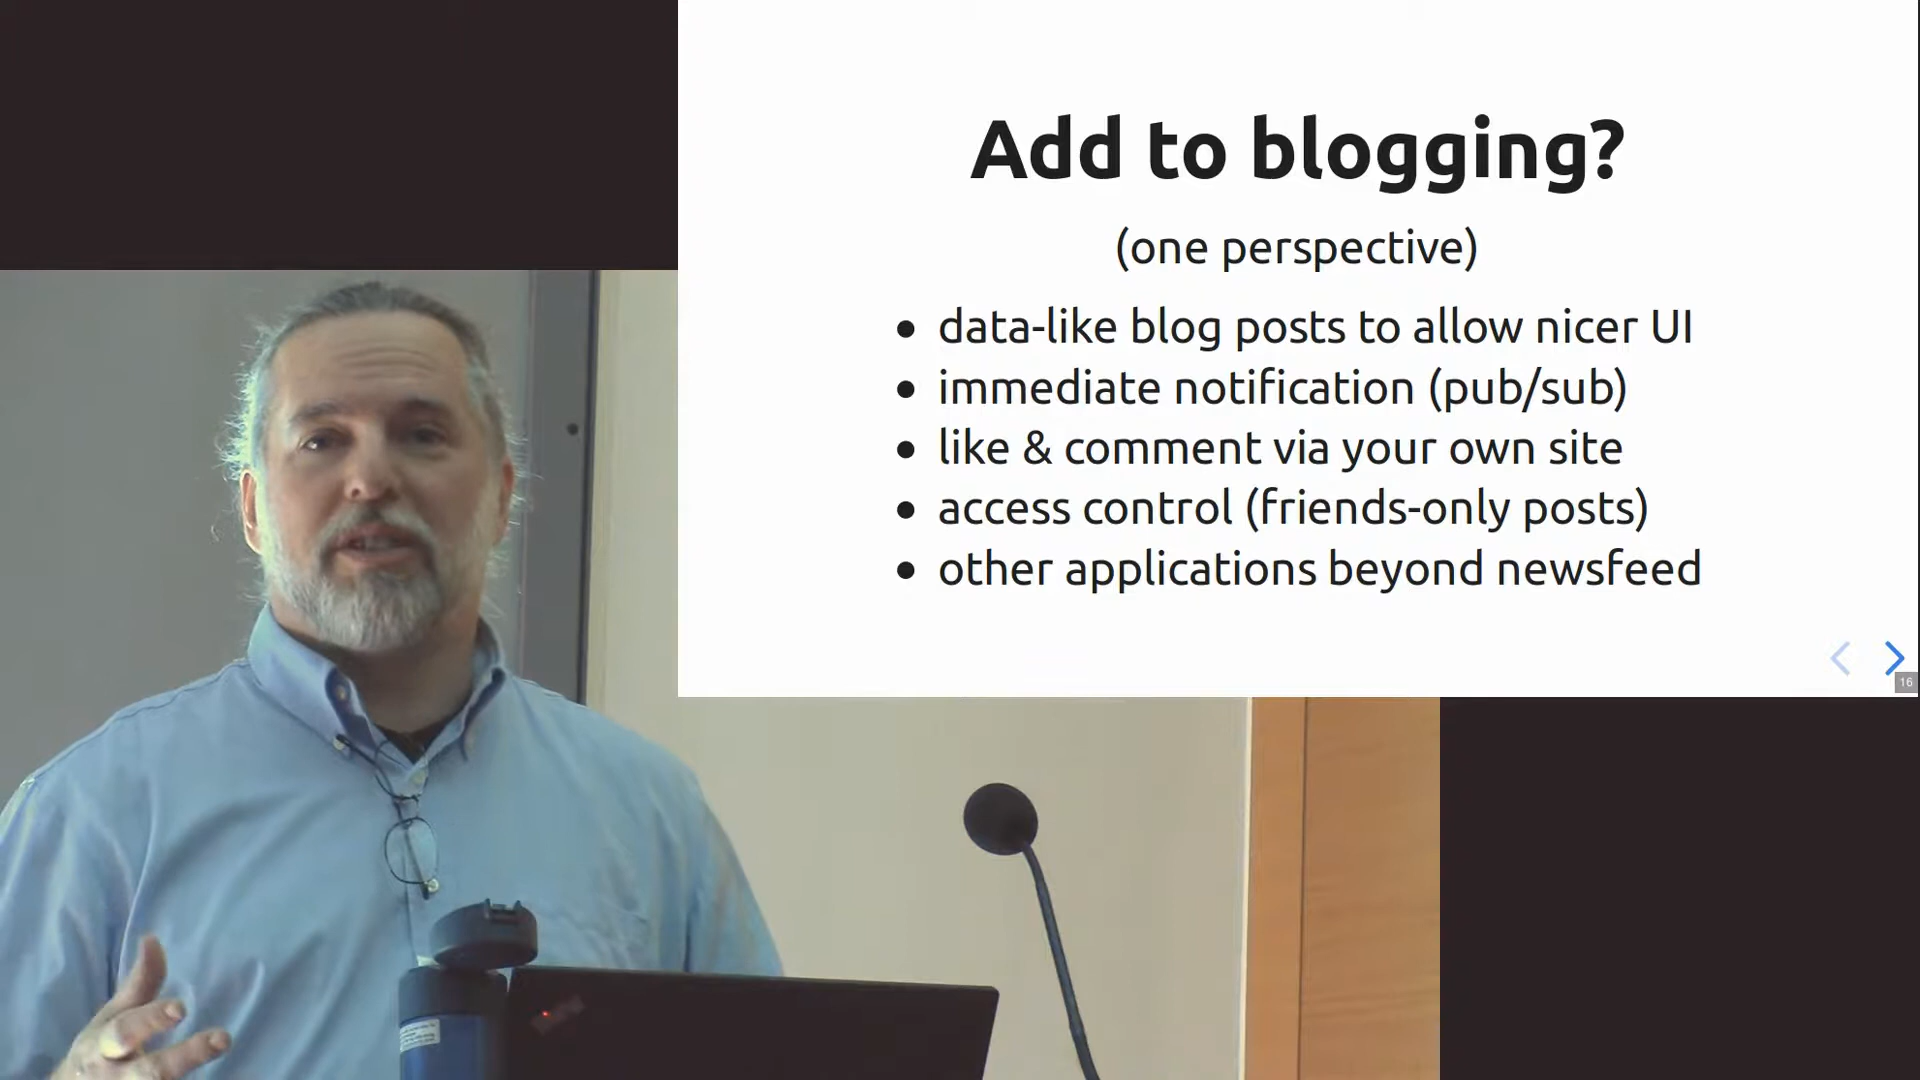 Add to blogging?
(one perspective)
• data-like blog posts to allow nicer UI
• immediate notification (pub/sub)
• like & comment via your own site
• access control (friends-only posts)
• other applications beyond newsfeed
16